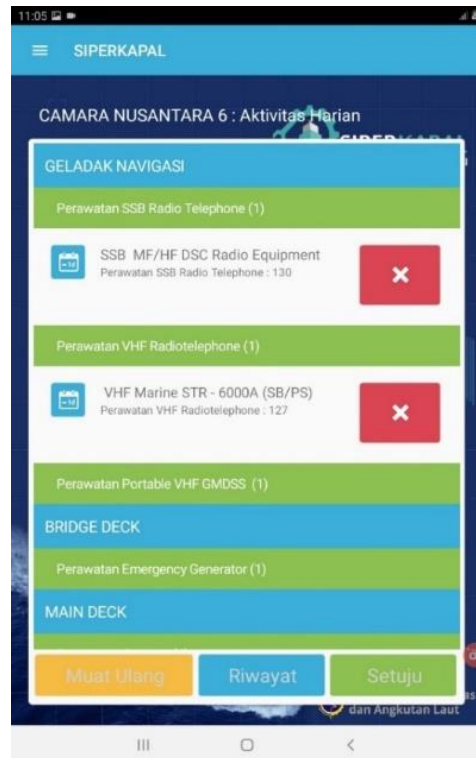 11:05
SIPERKAPAL
CAMARA NUSANTARA 6 : Aktivitas Harian
GELADAK NAVIGASI
Perawatan SSB Radio Telephone (1)
SSB MF/HF DSC Radio Equipment
Perawatan SSB Radio Telephone : 130
Perawatan VHF Radiotelephone (1)
VHF Marine STR - 6000A (SB/PS)
Perawatan VHF Radiotelephone : 127
Perawatan Portable VHF GMDSS (1)
BRIDGE DECK
Perawatan Emergency Generator (1)
MAIN DECK
Muat Ulang
Riwayat
Setuju
dan Angkutan Laut